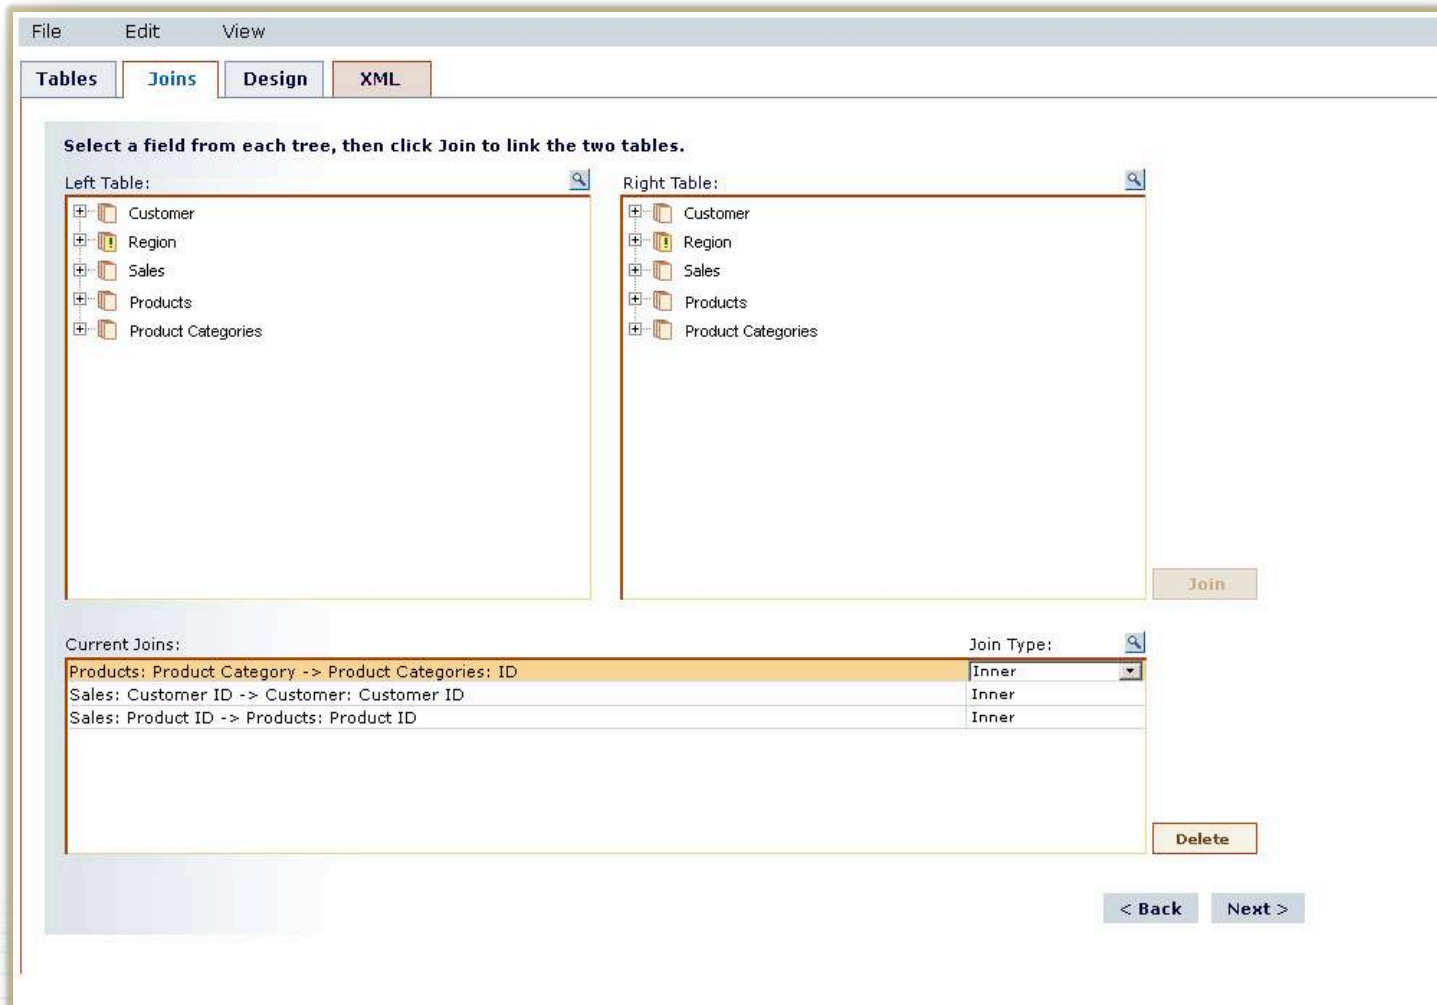 File Edit View
Tables Joins Design XML
Select a field from each tree, then click Join to link the two tables.
Left Table:
Customer
Region
Sales
Products
Product Categories
Right Table:
Customer
Region
Sales
Products
Product Categories
Join
Current Joins: Join Type:
Products: Product Category -> Product Categories: ID Inner
Sales: Customer ID -> Customer: Customer ID Inner
Sales: Product ID -> Products: Product ID Inner
Delete
< Back Next >